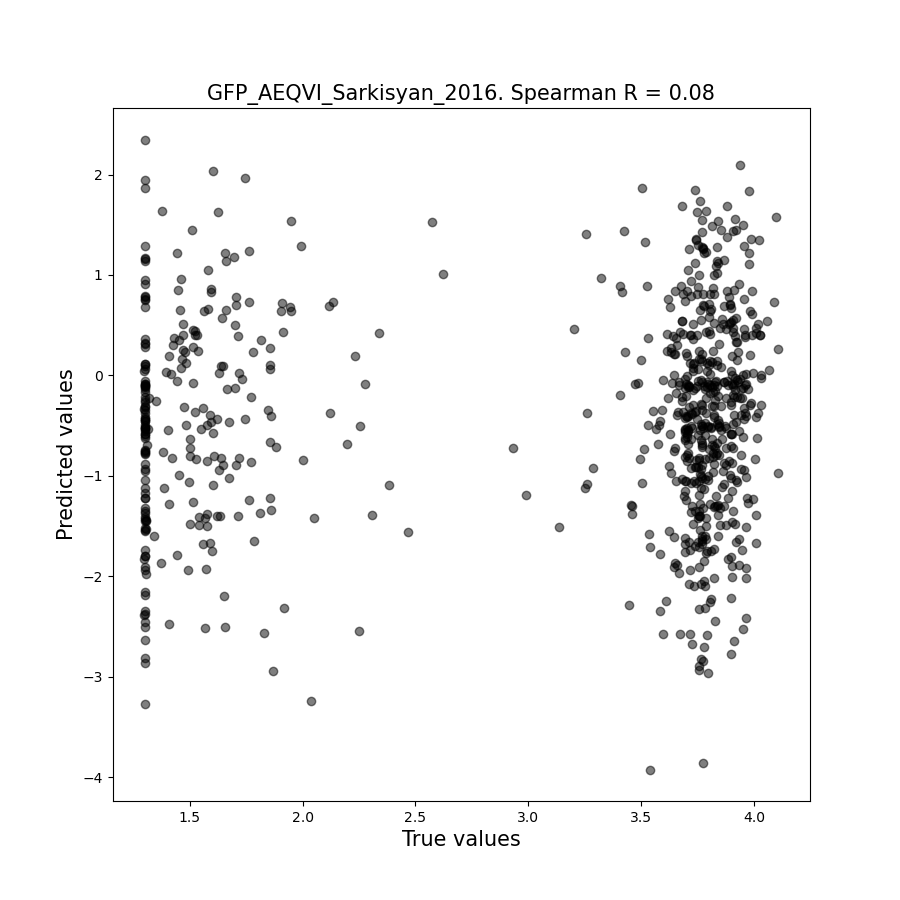 GFP_AEQVI_Sarkisyan_2016. Spearman R = 0.08
2
1
0
−1
−2
−3
−4
Predicted values
1.5 2.0 2.5 3.0 3.5 4.0
True values